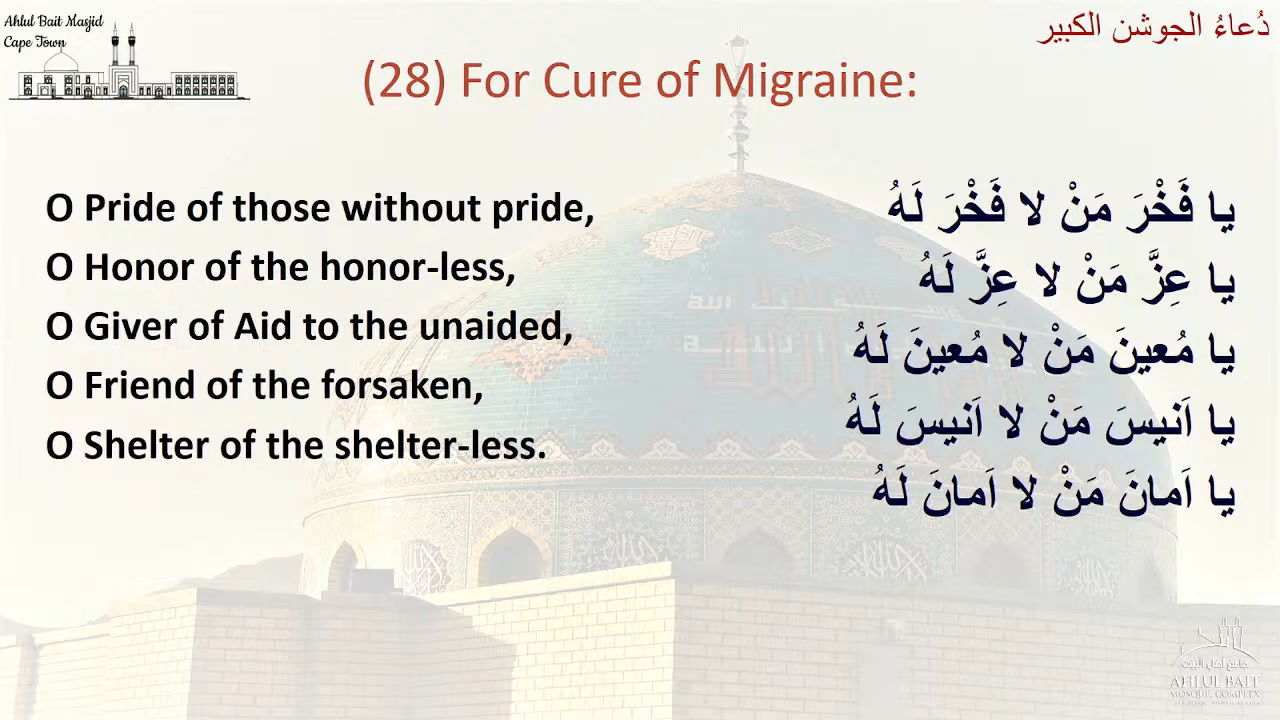 Ahlul Bait Masjid
Cape Town
دُعاءُ الجوشن الكبير
(28) For Cure of Migraine:
O Pride of those without pride,
O Honor of the honor-less,
O Giver of Aid to the unaided,
O Friend of the forsaken,
O Shelter of the shelter-less.
يا فَخْرَ مَنْ لا فَخْرَ لَهُ
يا عِزَّ مَنْ لا عِزَّ لَهُ
يا مُعينَ مَنْ لا مُعينَ لَهُ
يا اَنيسَ مَنْ لا اَنيسَ لَهُ
يا اَمانَ مَنْ لا اَمانَ لَهُ
جامع أهل البيت
AHLUL BAIT
MOSQUE COMPLEX